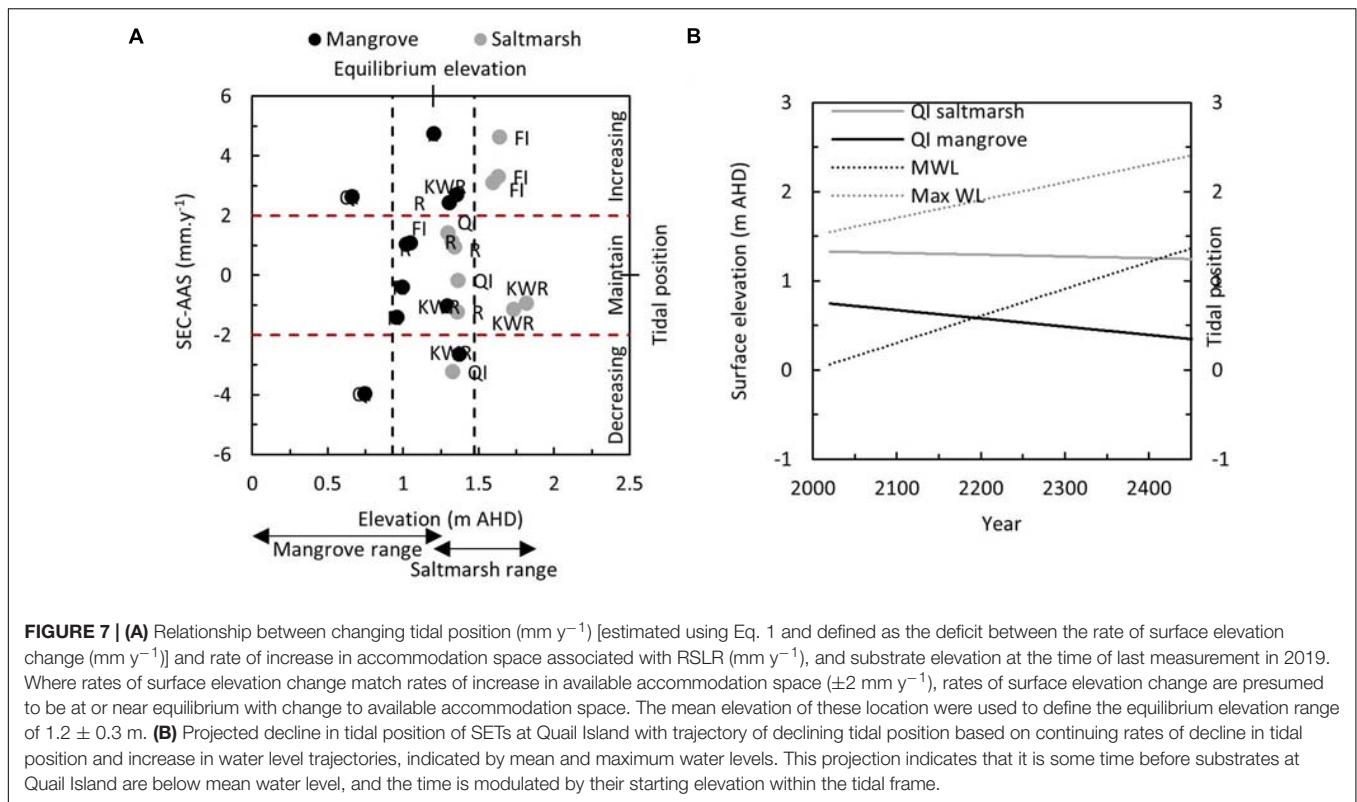 A
B
Mangrove
Saltmarsh
Equilibrium elevation
6
4
2
0
-2
-4
-6
SEC-AAS (mm.y⁻¹)
FI
FI
FI
KWR
R
QI
FI
R
R
R
QI
KWR
KWR
R
KWR
KWR
QI
Increasing
Maintain
Decreasing
Tidal position
0
0.5
1
1.5
2
2.5
Elevation (m AHD)
Mangrove range
Saltmarsh range
QI saltmarsh
QI mangrove
MWL
Max WL
3
2
1
0
-1
Surface elevation (m AHD)
3
2
1
0
-1
Tidal position
2000
2100
2200
2300
2400
Year
FIGURE 7 | (A) Relationship between changing tidal position (mm y−1) [estimated using Eq. 1 and defined as the deficit between the rate of surface elevation
change (mm y−1)] and rate of increase in accommodation space associated with RSLR (mm y−1), and substrate elevation at the time of last measurement in 2019.
Where rates of surface elevation change match rates of increase in available accommodation space (±2 mm y−1), rates of surface elevation change are presumed
to be at or near equilibrium with change to available accommodation space. The mean elevation of these location were used to define the equilibrium elevation range
of 1.2 ± 0.3 m. (B) Projected decline in tidal position of SETs at Quail Island with trajectory of declining tidal position based on continuing rates of decline in tidal
position and increase in water level trajectories, indicated by mean and maximum water levels. This projection indicates that it is some time before substrates at
Quail Island are below mean water level, and the time is modulated by their starting elevation within the tidal frame.